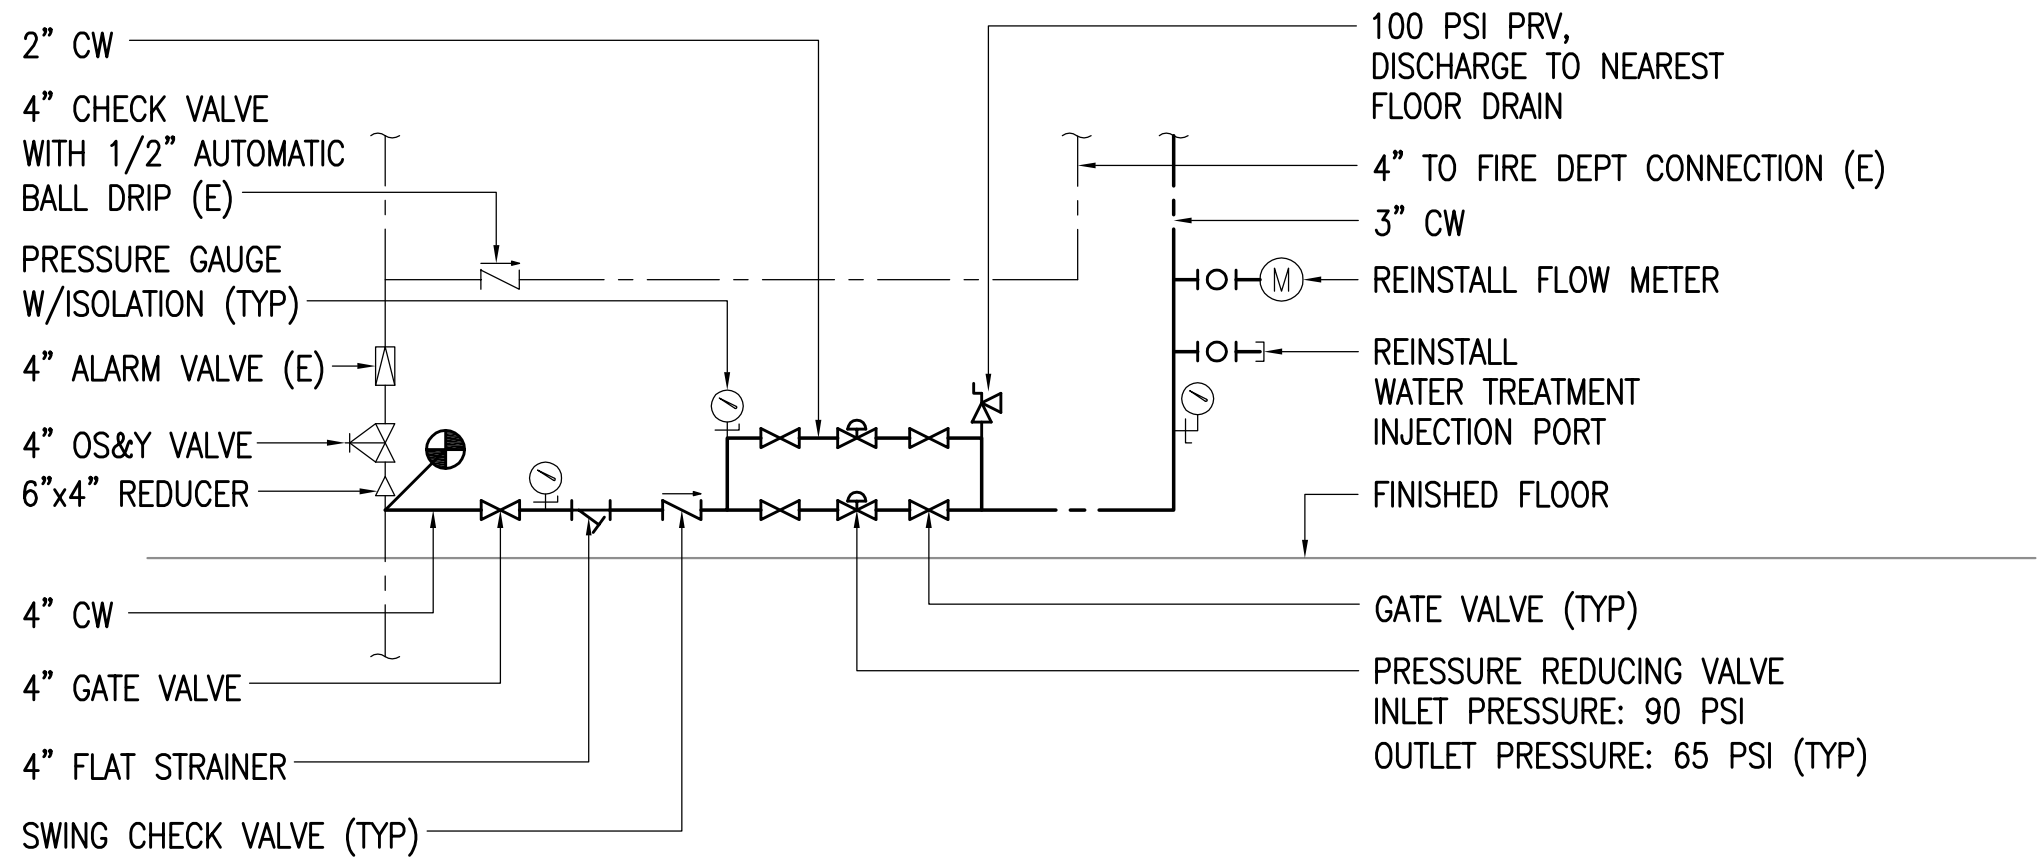 2” CW
4” CHECK VALVE
WITH 1/2” AUTOMATIC
BALL DRIP (E)
PRESSURE GAUGE
W/ISOLATION (TYP)
4” ALARM VALVE (E)
4” OS&Y VALVE
6”x4” REDUCER
4” CW
4” GATE VALVE
4” FLAT STRAINER
SWING CHECK VALVE (TYP)
100 PSI PRV,
DISCHARGE TO NEAREST
FLOOR DRAIN
4” TO FIRE DEPT CONNECTION (E)
3” CW
M
REINSTALL FLOW METER
REINSTALL
WATER TREATMENT
INJECTION PORT
FINISHED FLOOR
GATE VALVE (TYP)
PRESSURE REDUCING VALVE
INLET PRESSURE: 90 PSI
OUTLET PRESSURE: 65 PSI (TYP)